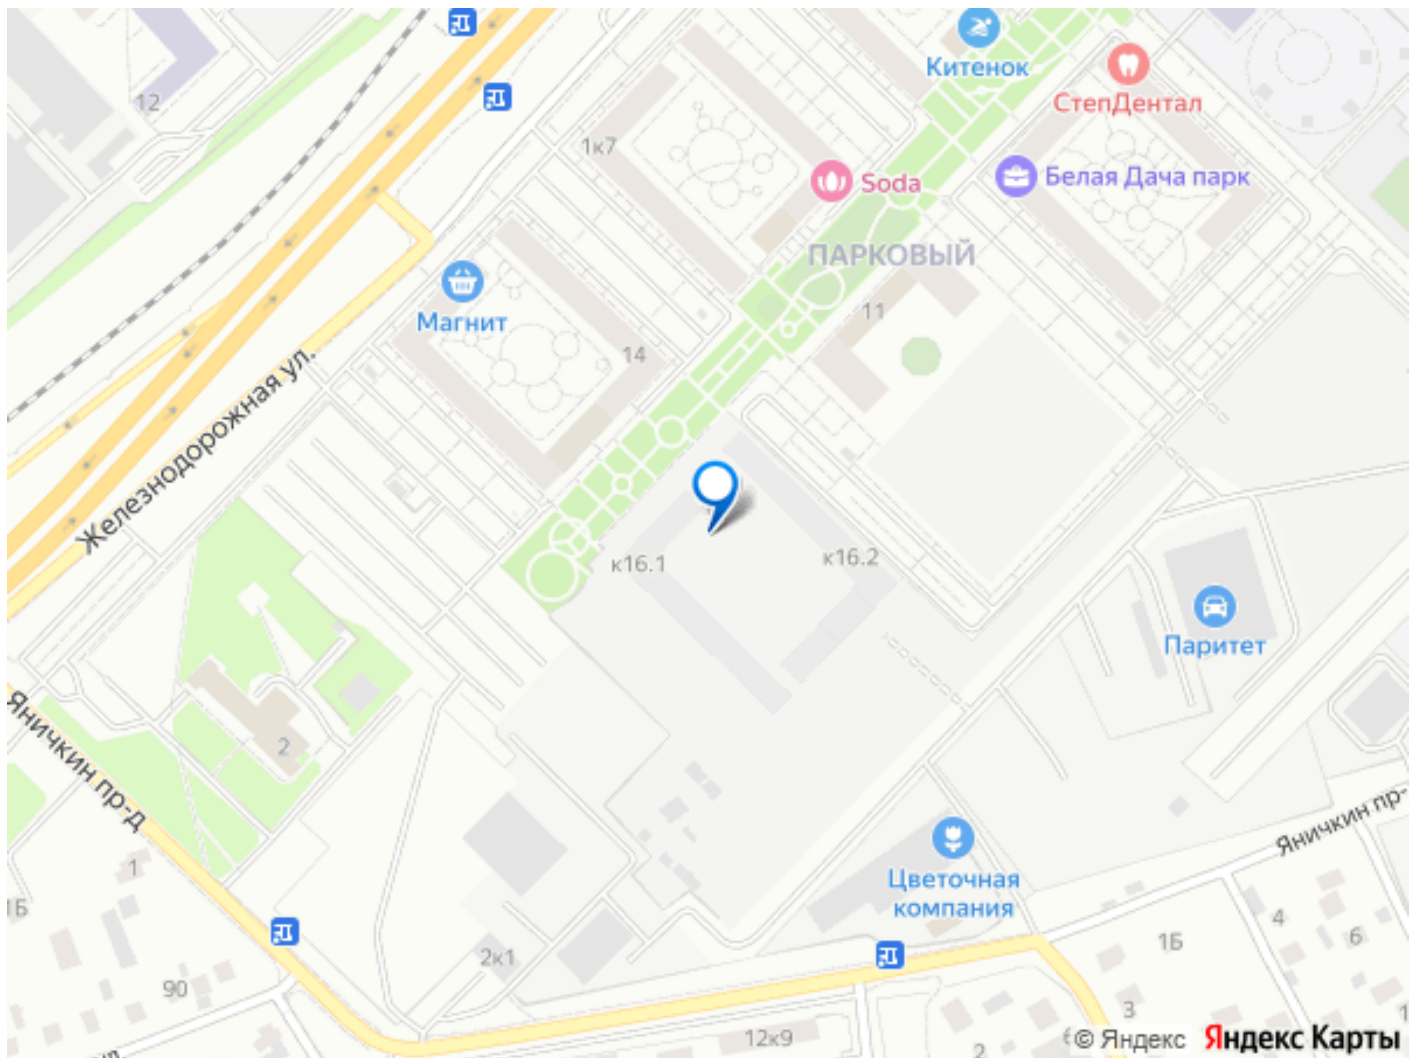 12
Китенок
СтепДентал
1к7
Soda
Белая Дача парк
ПАРКОВЫЙ
Магнит
11
14
Железнодорожная ул.
к16.1
к16.2
Паритет
2
Яничкин пр-д
Яничкин пр-
1
1Б
Цветочная
компания
4
6
1Б
2к1
90
3
12к9
2
© Яндекс
Яндекс Карты